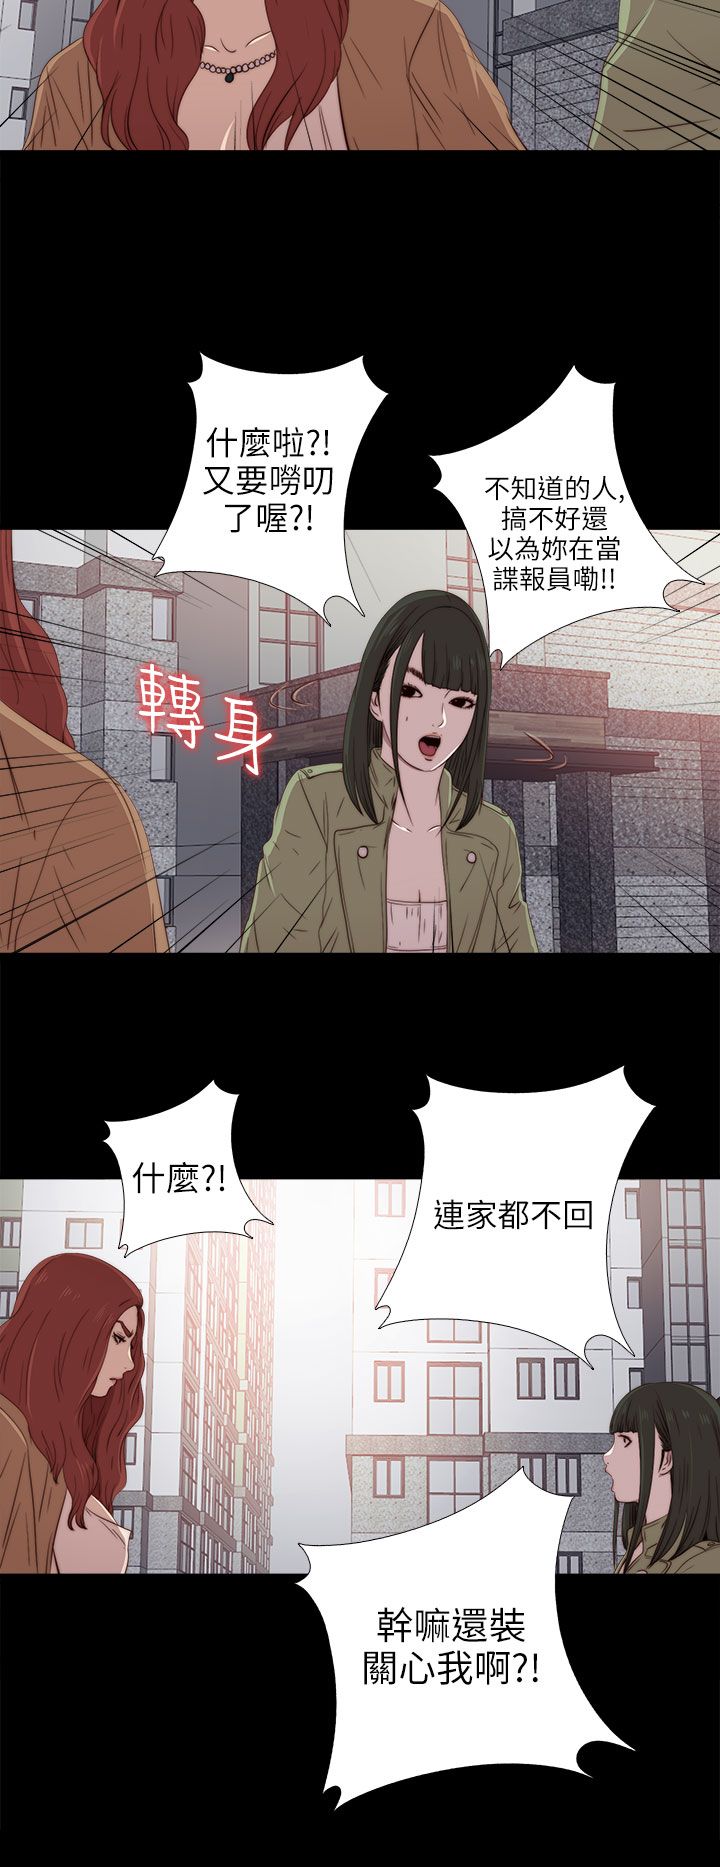 什麼啦?!
又要嘮叨
了喔?!
不知道的人,
搞不好還
以為妳在當
諜報員嘞!!
轉身
什麼?!
連家都不回
幹嘛還裝
關心我啊?!